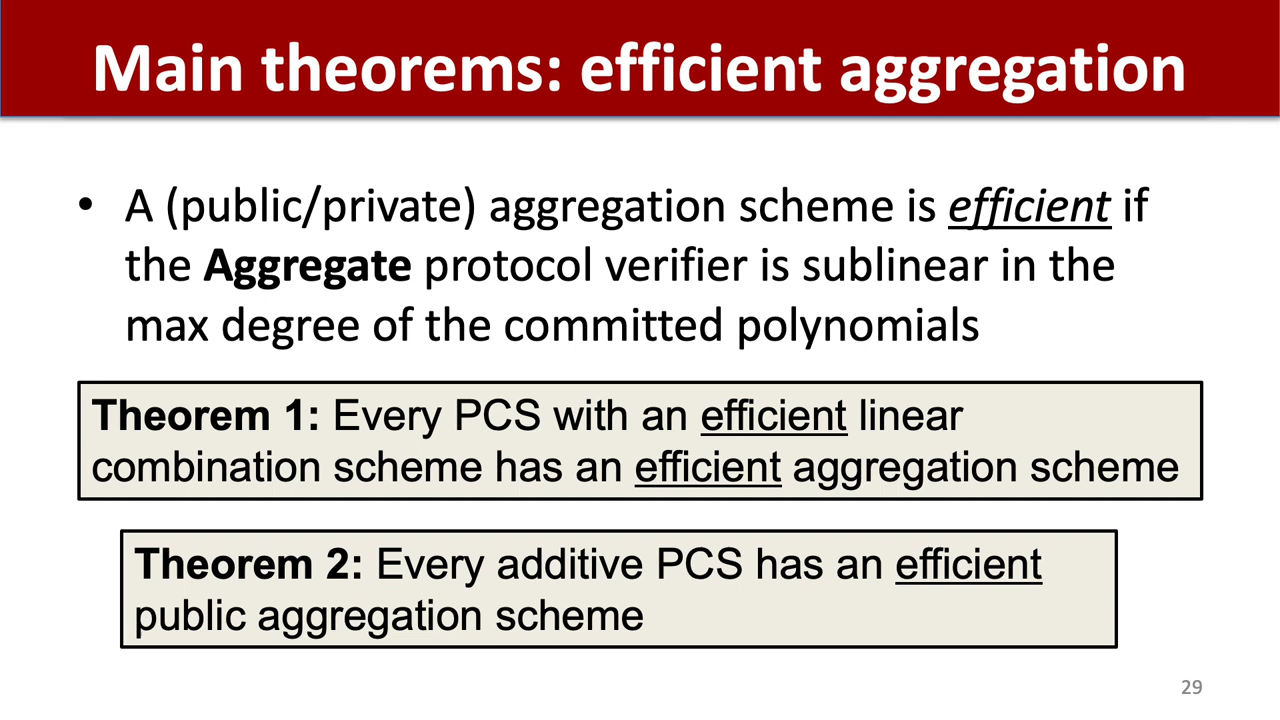 Main theorems: efficient aggregation
• A (public/private) aggregation scheme is efficient if
the Aggregate protocol verifier is sublinear in the
max degree of the committed polynomials
Theorem 1: Every PCS with an efficient linear
combination scheme has an efficient aggregation scheme
Theorem 2: Every additive PCS has an efficient
public aggregation scheme
29